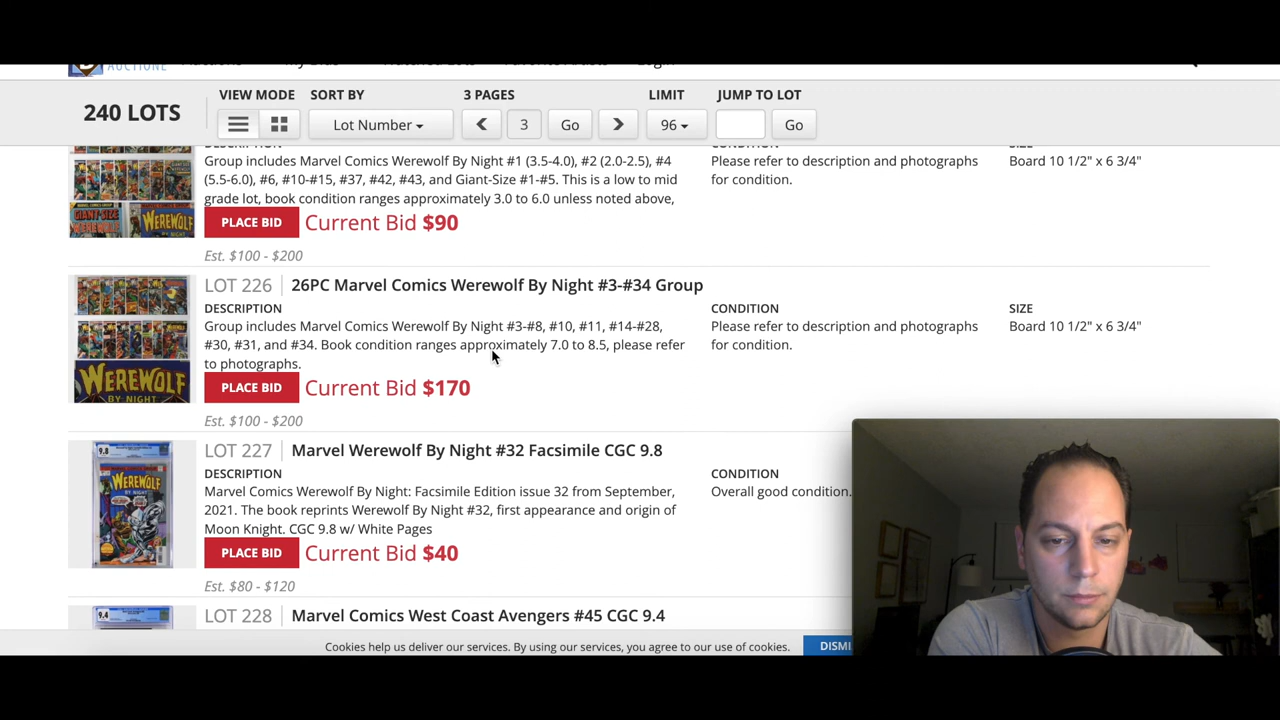 240 LOTS
VIEW MODE
SORT BY
Lot Number
3 PAGES
3
Go
LIMIT
96
JUMP TO LOT
Go
Group includes Marvel Comics Werewolf By Night #1 (3.5-4.0), #2 (2.0-2.5), #4
(5.5-6.0), #6, #10-#15, #37, #42, #43, and Giant-Size #1-#5. This is a low to mid
grade lot, book condition ranges approximately 3.0 to 6.0 unless noted above,
Please refer to description and photographs
for condition.
Board 10 1/2" x 6 3/4"
PLACE BID Current Bid $90
Est. $100 - $200
LOT 226 26PC Marvel Comics Werewolf By Night #3-#34 Group
DESCRIPTION
Group includes Marvel Comics Werewolf By Night #3-#8, #10, #11, #14-#28,
#30, #31, and #34. Book condition ranges approximately 7.0 to 8.5, please refer
to photographs.
CONDITION
Please refer to description and photographs
for condition.
SIZE
Board 10 1/2" x 6 3/4"
PLACE BID Current Bid $170
Est. $100 - $200
WEREWOLF
BY NIGHT
LOT 227 Marvel Werewolf By Night #32 Facsimile CGC 9.8
DESCRIPTION
Marvel Comics Werewolf By Night: Facsimile Edition issue 32 from September,
2021. The book reprints Werewolf By Night #32, first appearance and origin of
Moon Knight. CGC 9.8 w/ White Pages
CONDITION
Overall good condition.
PLACE BID Current Bid $40
Est. $80 - $120
9.8
WEREWOLF
LOT 228 Marvel Comics West Coast Avengers #45 CGC 9.4
9.4
Cookies help us deliver our services. By using our services, you agree to our use of cookies.